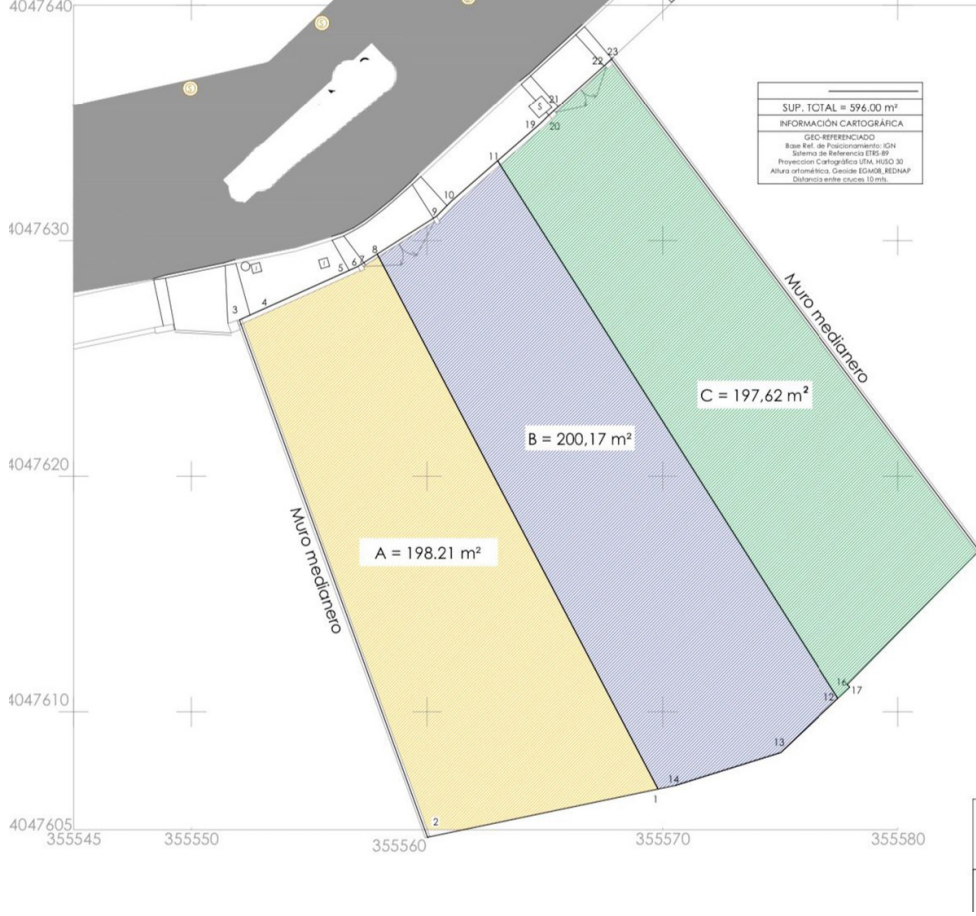 4047640
23
22
21
S
19
20
SUP. TOTAL = 596.00 m²
INFORMACIÓN CARTOGRÁFICA
GEO-REFERENCIADO
Base Ref. de Posicionamiento: IGN
Sistema de Referencia ETRS-89
Proyeccion Cartográfica UTM, HUSO 30
Altura ortométrica. Geoide EGM08_REDNAP
Distancia entre cruces 10 mts.
11
10
9
4047630
8
7
6
5
4
3
Muro medianero
C = 197,62 m²
B = 200,17 m²
4047620
Muro medianero
A = 198.21 m²
4047610
16
17
12
13
14
1
2
4047605
355545
355550
355560
355570
355580